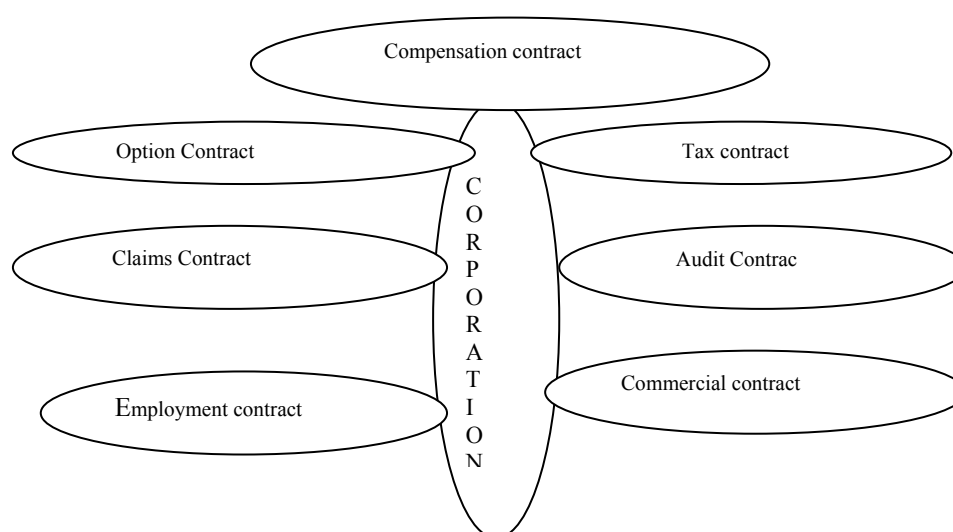 Compensation contract
Option Contract
Tax contract
C
O
R
P
O
R
A
T
I
O
N
Claims Contract
Audit Contrac
Employment contract
Commercial contract